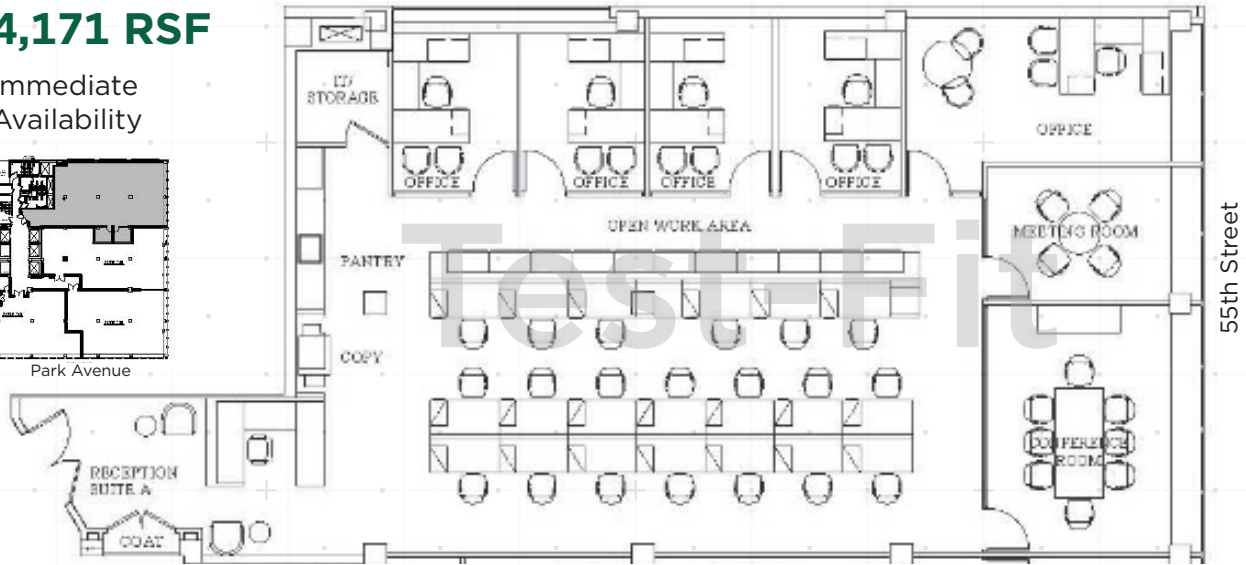 4,171 RSF
mmediate
Availability
Park Avenue
IT/
STORAGE
OFFICE
OFFICE
OFFICE
OFFICE
OFFICE
OPEN WORK AREA
MEETING ROOM
PANTRY
Test-Fit
COPY
55th Street
CONFERENCE
ROOM
RECEPTION
SUITE A
COAT